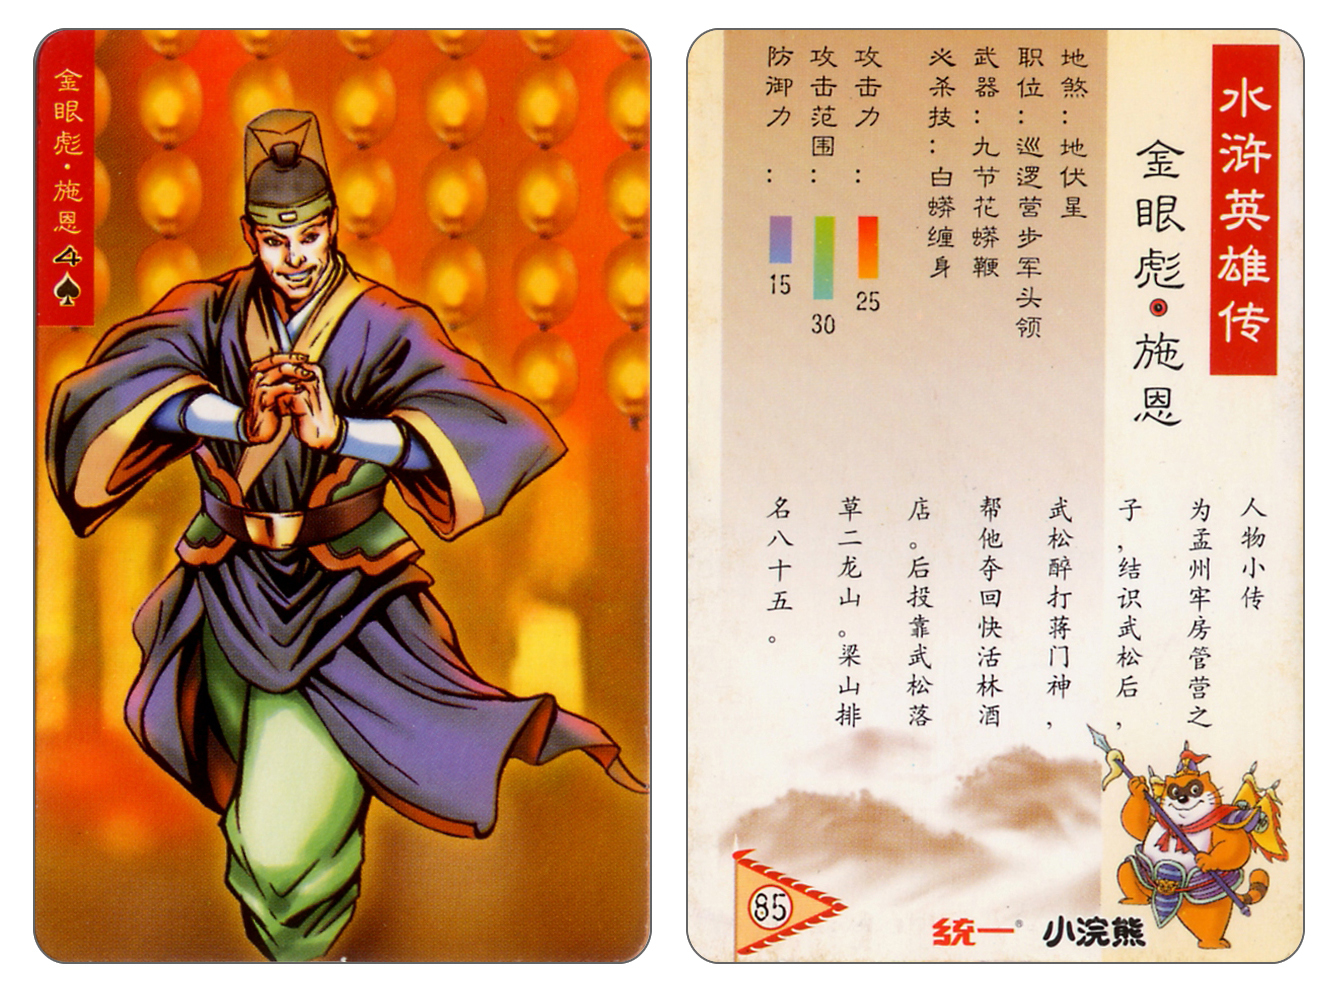 金眼彪·施恩
4♠
水浒英雄传
金眼彪·施恩
地煞:地伏星
职位:巡逻营步军头领
武器:九节花蟒鞭
必杀技:白蟒缠身
攻击力:
25
攻击范围:
30
防御力:
15
人物小传
为孟州牢房管营之
子,结识武松后,
武松醉打蒋门神,
帮他夺回快活林酒
店。后投靠武松落
草二龙山。梁山排
名八十五。
85
统一®
小浣熊